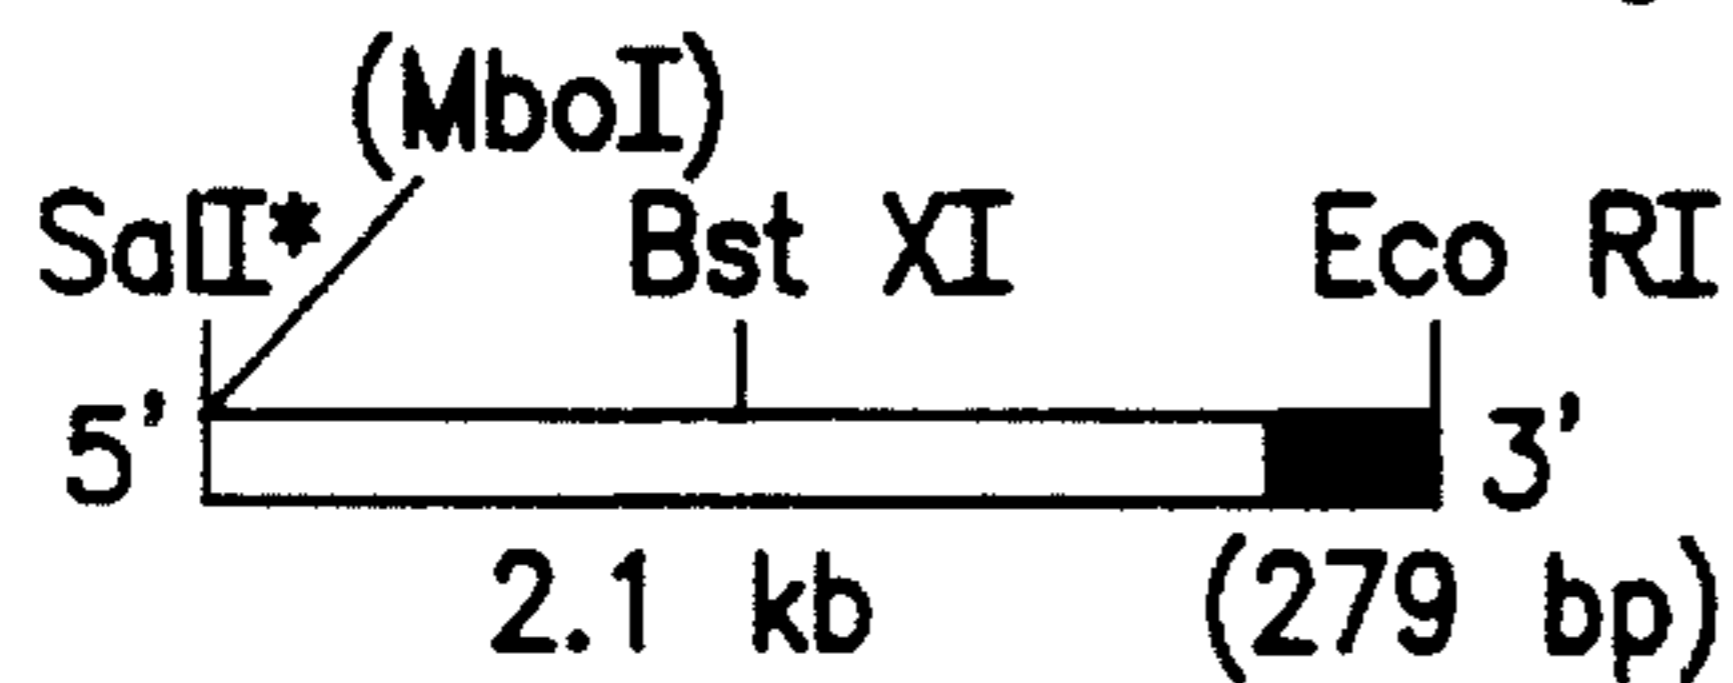 (MboI)
SalI* Bst XI Eco RI
5' 3'
2.1 kb (279 bp)